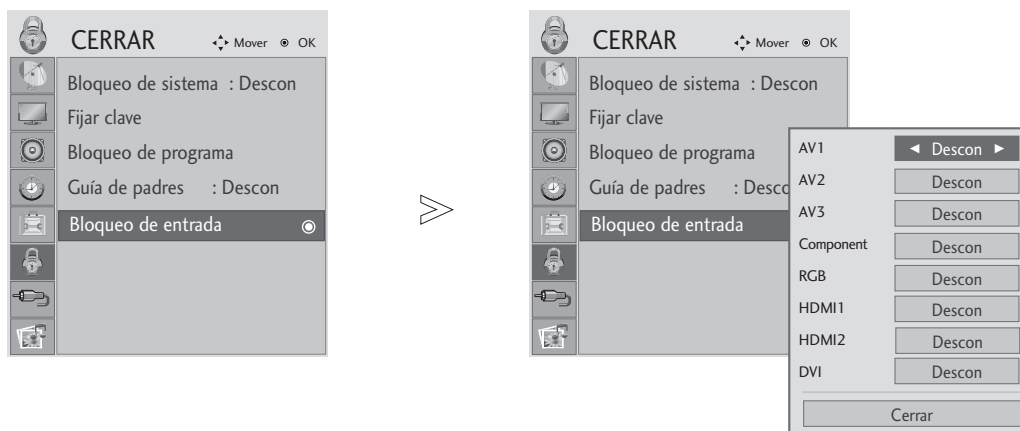 CERRAR Mover OK
Bloqueo de sistema : Descon
Fijar clave
Bloqueo de programa
Guía de padres : Descon
Bloqueo de entrada
CERRAR Mover OK
Bloqueo de sistema : Descon
Fijar clave
Bloqueo de programa
Guía de padres : Desco
Bloqueo de entrada
AV1 ◄ Descon ►
AV2 Descon
AV3 Descon
Component Descon
RGB Descon
HDMI1 Descon
HDMI2 Descon
DVI Descon
Cerrar